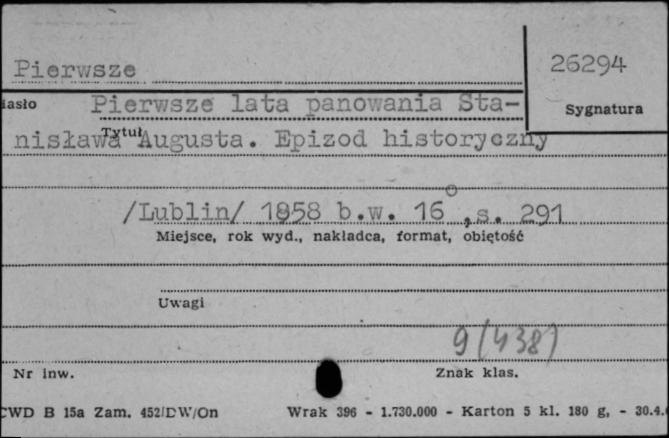 Pierwsze
26294
Sygnatura
iasło
Pierwsze lata panowania Sta-
Tytuł
nisława Augusta. Epizod historyczny
/Lublin/ 1858 b.w. 16°,s. 291
Miejsce, rok wyd., nakładca, format, objętość
Uwagi
9(438)
Nr inw.
Znak klas.
CWD B 15a Zam. 452/DW/On Wrak 396 - 1.730.000 - Karton 5 kl. 180 g, - 30.4.